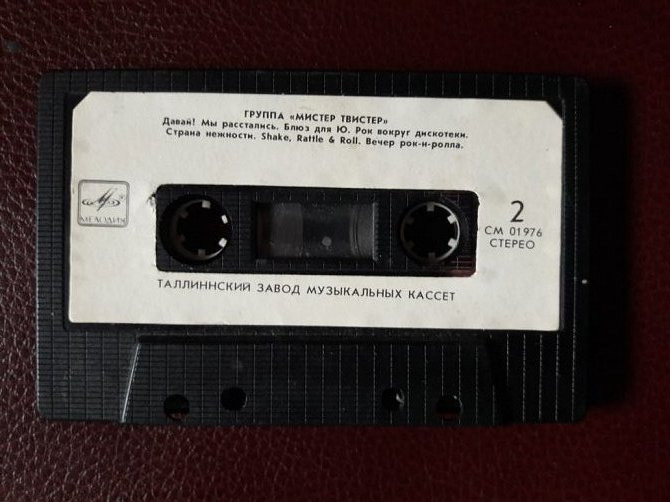 ГРУППА «МИСТЕР ТВИСТЕР»
Давай! Мы расстались. Блюз для Ю. Рок вокруг дискотеки.
Страна нежности. Shake, Rattle & Roll. Вечер рок-н-ролла.
МЕЛОДИЯ
2
СМ 01976
СТЕРЕО
ТАЛЛИННСКИЙ ЗАВОД МУЗЫКАЛЬНЫХ КАССЕТ